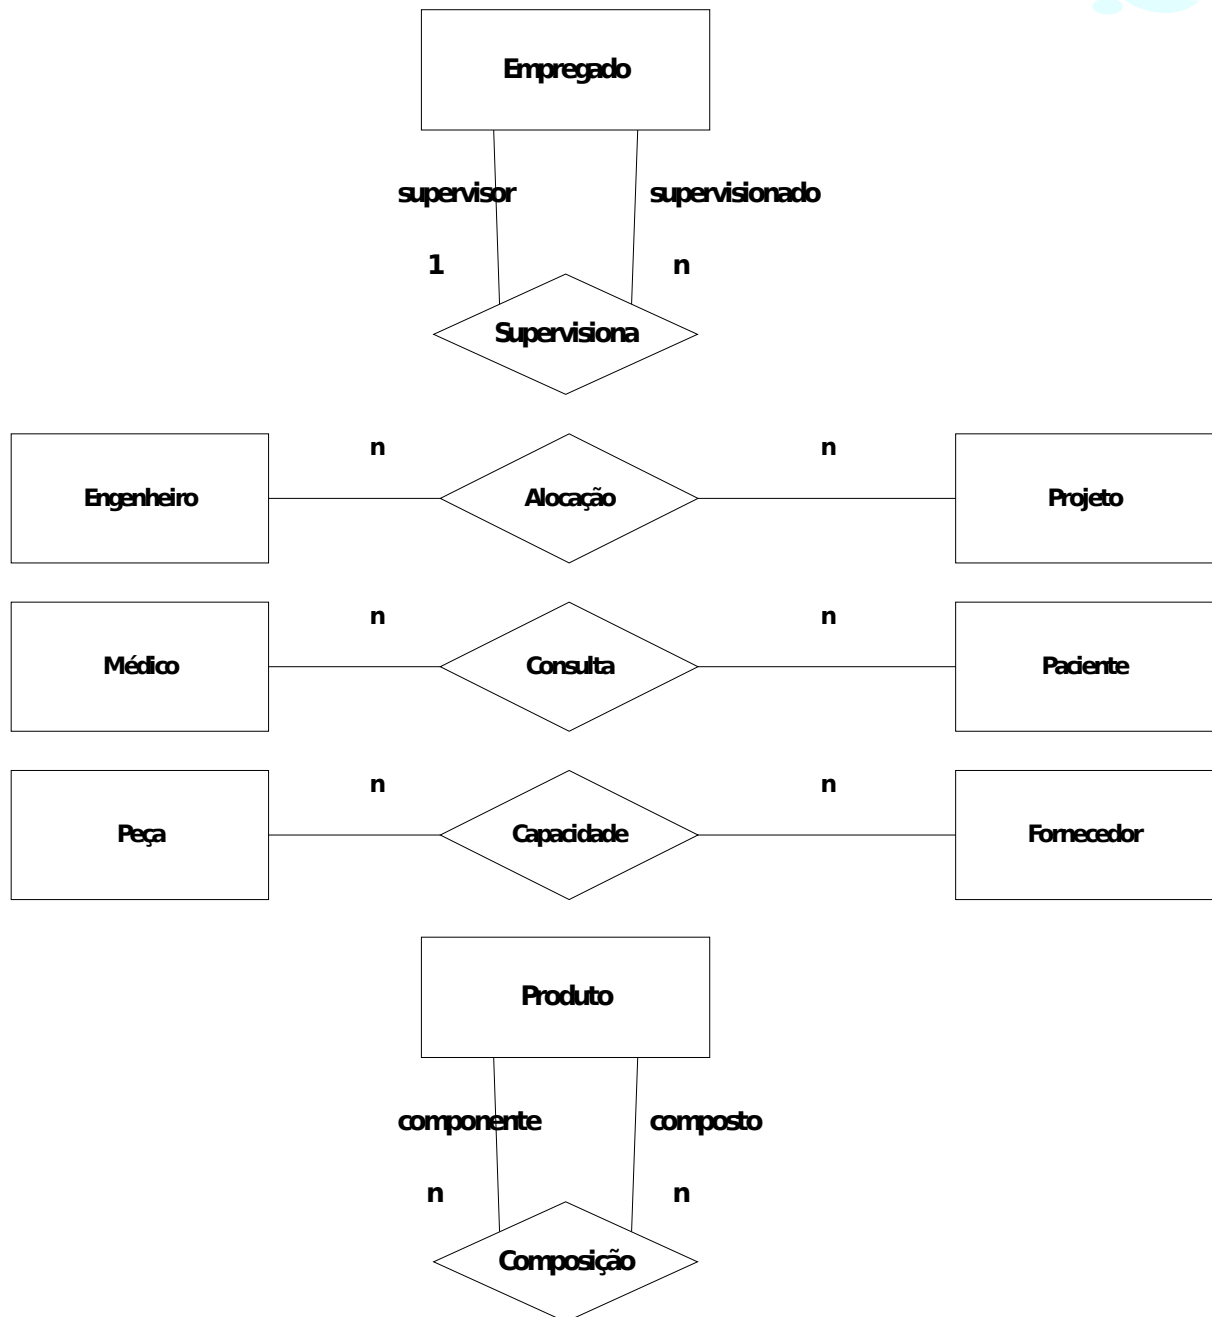 Empregado
supervisor supervisionado
1 n
Supervisiona
n n
Engenheiro Alocação Projeto
n n
Médico Consulta Paciente
n n
Peça Capacidade Fornecedor
Produto
componente composto
n n
Composição